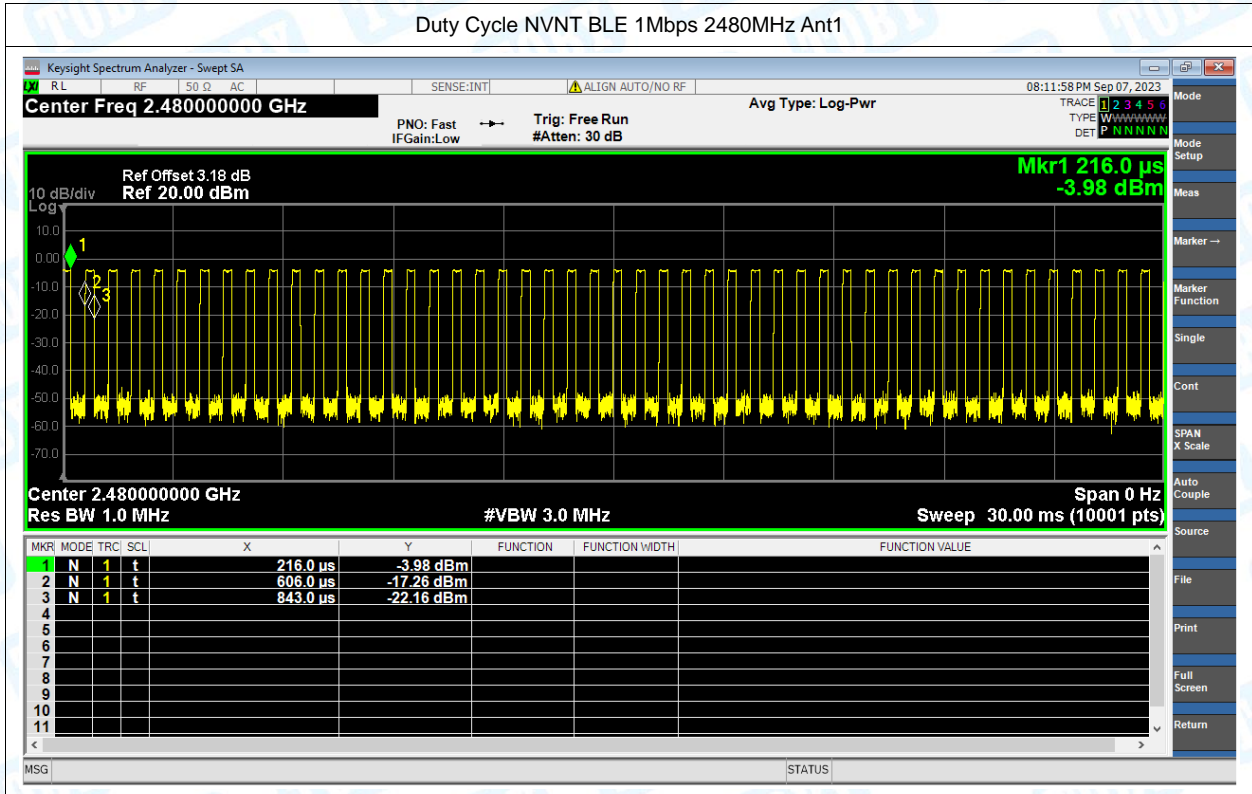 Duty Cycle NVNT BLE 1Mbps 2480MHz Ant1
Keysight Spectrum Analyzer - Swept SA
LXI RL RF 50 Ω AC SENSE:INT ALIGN AUTO/NO RF 08:11:58 PM Sep 07, 2023
Center Freq 2.480000000 GHz Avg Type: Log-Pwr TRACE 1 2 3 4 5 6
PNO: Fast Trig: Free Run TYPE WWWWWW
IFGain:Low #Atten: 30 dB DET P N N N N N
Ref Offset 3.18 dB Mkr1 216.0 µs
10 dB/div Ref 20.00 dBm -3.98 dBm
Log
10.0
0.00
-10.0
-20.0
-30.0
-40.0
-50.0
-60.0
-70.0
1
2
3
Center 2.480000000 GHz Span 0 Hz
Res BW 1.0 MHz #VBW 3.0 MHz Sweep 30.00 ms (10001 pts)
MKR MODE TRC SCL X Y FUNCTION FUNCTION WIDTH FUNCTION VALUE
1 N 1 t 216.0 µs -3.98 dBm
2 N 1 t 606.0 µs -17.26 dBm
3 N 1 t 843.0 µs -22.16 dBm
4
5
6
7
8
9
10
11
MSG STATUS
Mode
Mode
Setup
Meas
Marker →
Marker
Function
Single
Cont
SPAN
X Scale
Auto
Couple
Source
File
Print
Full
Screen
Return